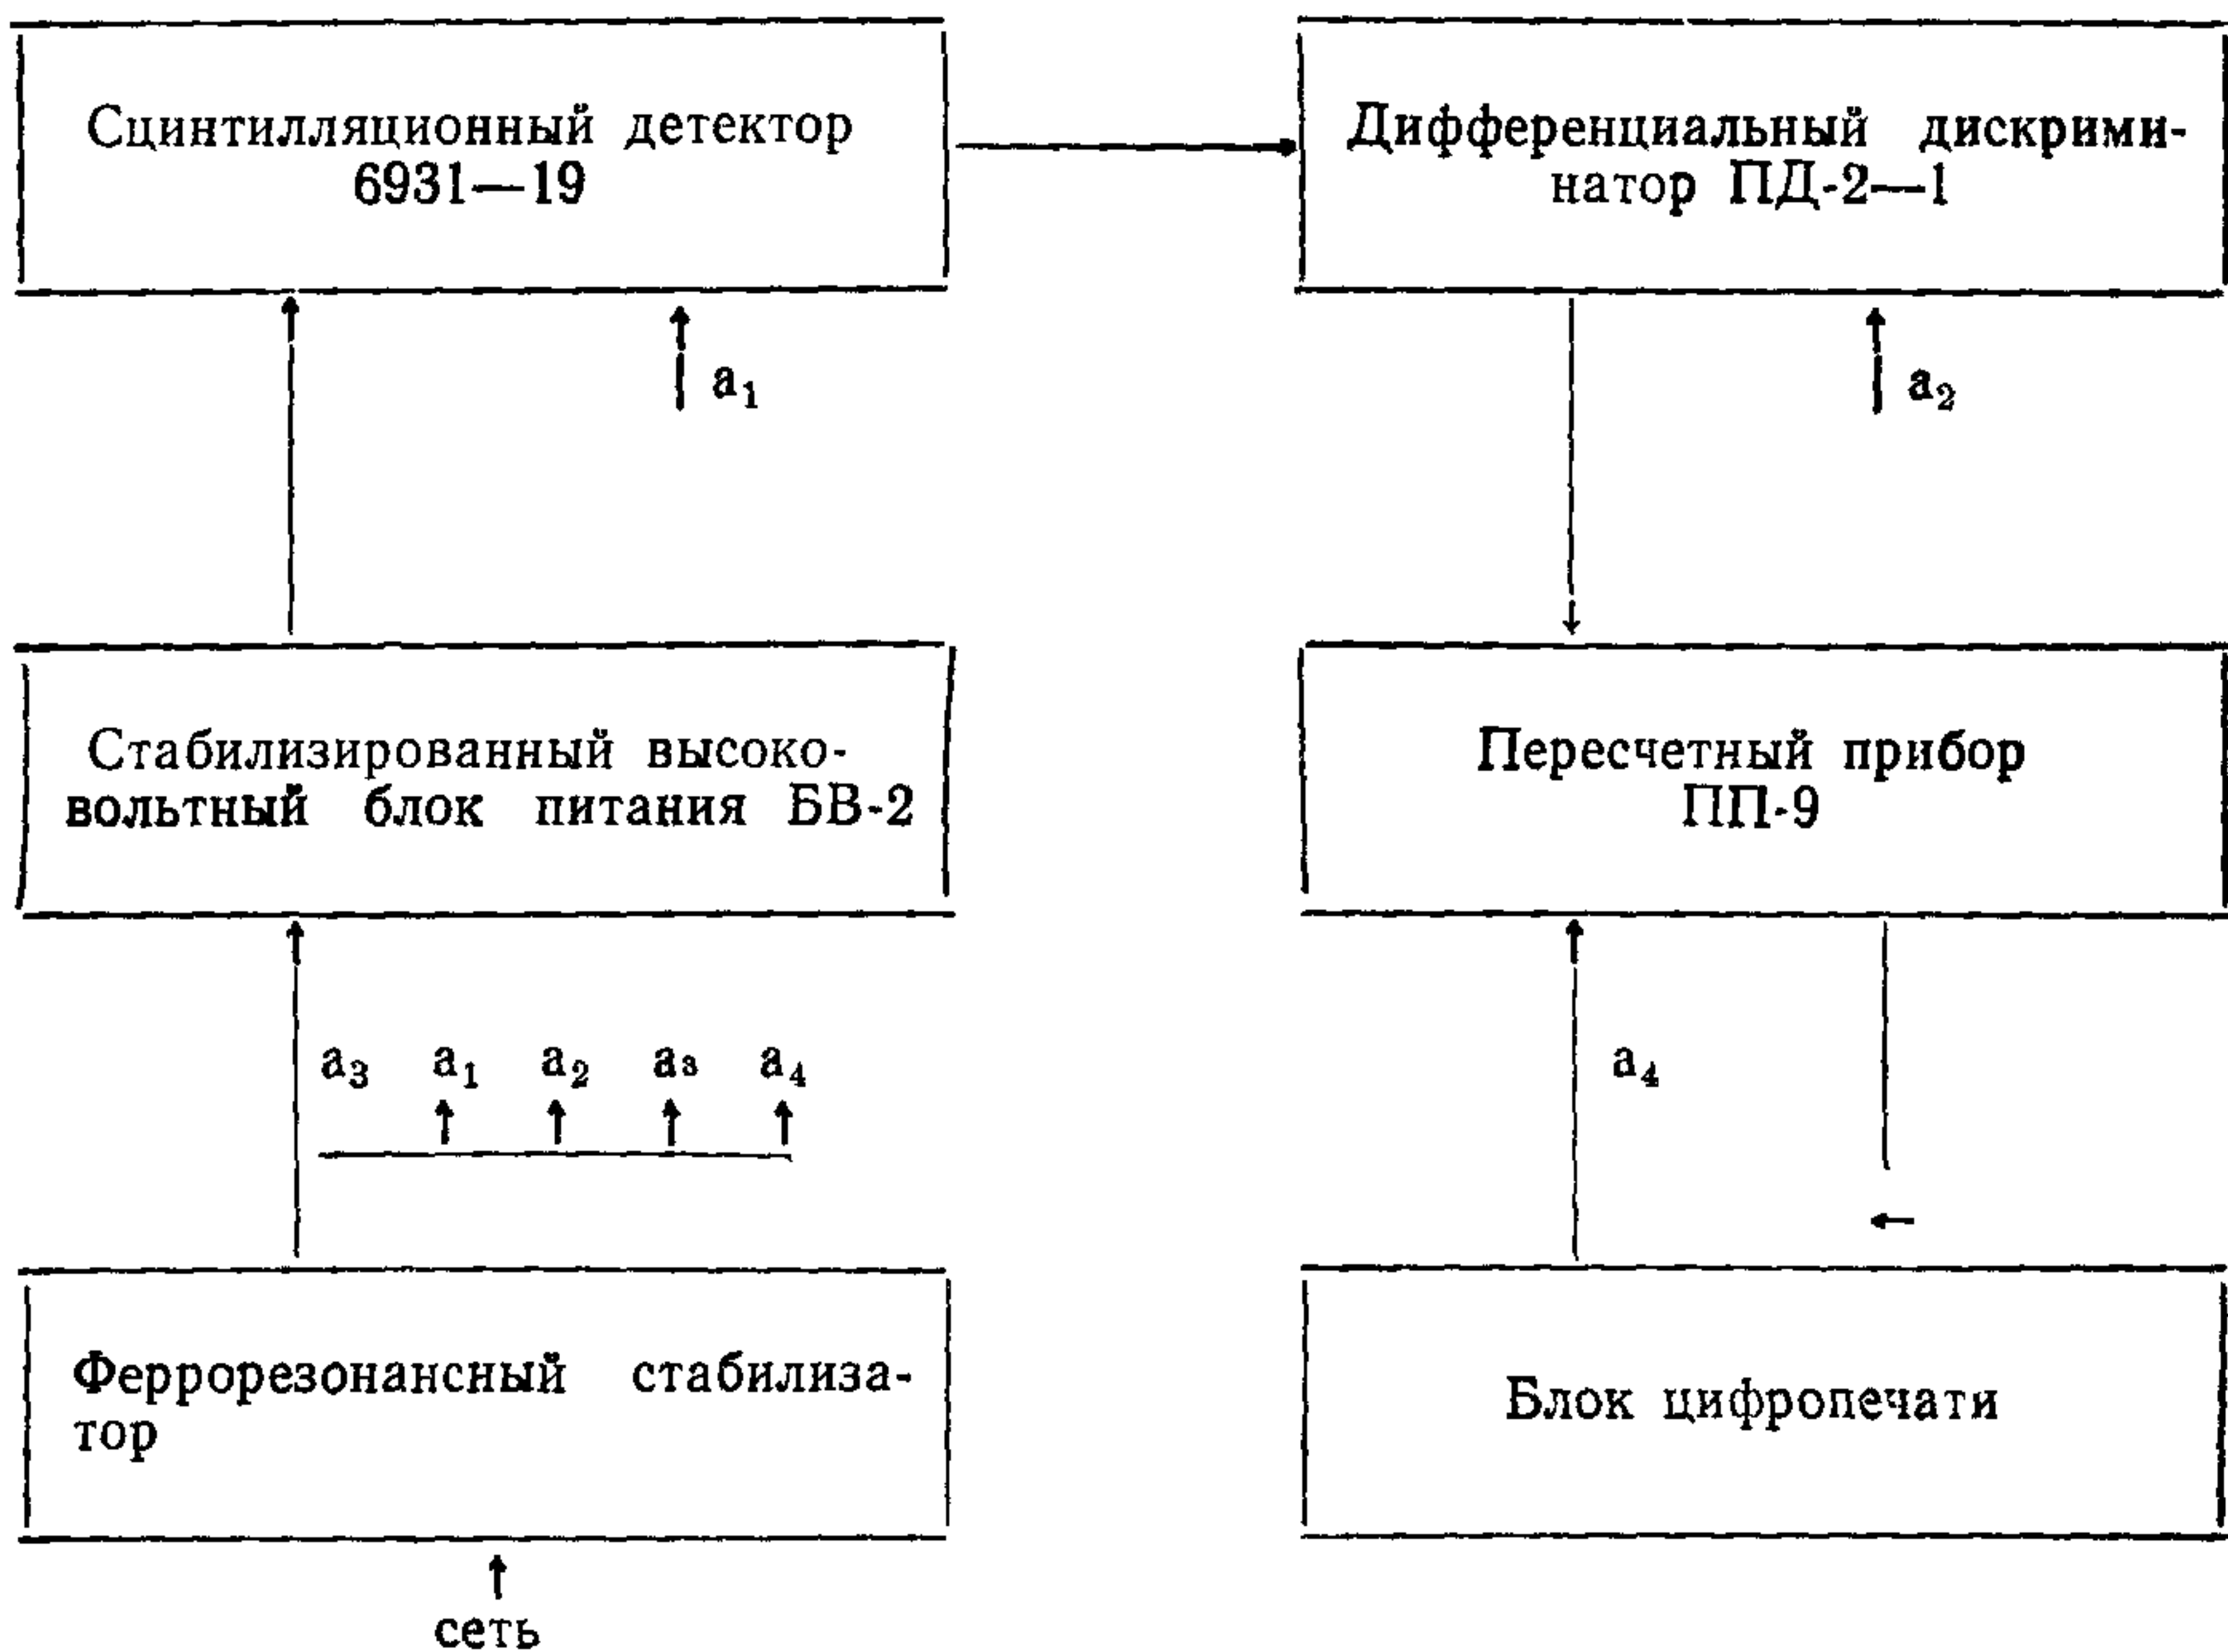 Сцинтилляционный детектор
6931—19
Дифференциальный дискрими-
натор ПД-2—1
a₁
a₂
Стабилизированный высоко-
вольтный блок питания БВ-2
Пересчетный прибор
ПП-9
a₃ a₁ a₂ a₃ a₄
a₄
Феррорезонансный стабилиза-
тор
Блок цифропечати
сеть